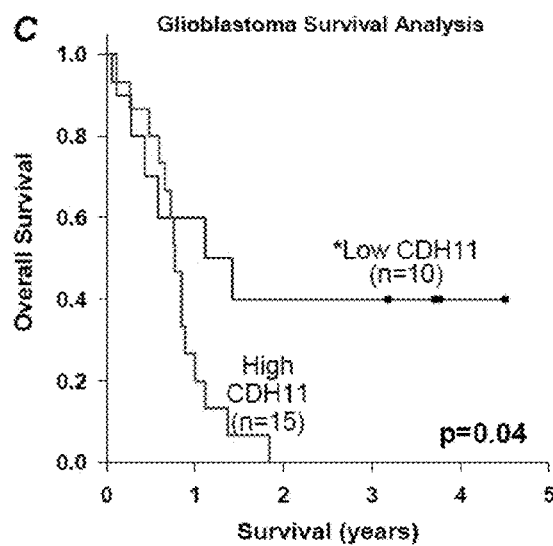 C
Glioblastoma Survival Analysis
Overall Survival
1.0
0.8
0.6
0.4
0.2
0.0
*Low CDH11
(n=10)
High
CDH11
(n=15)
p=0.04
0
1
2
3
4
5
Survival (years)